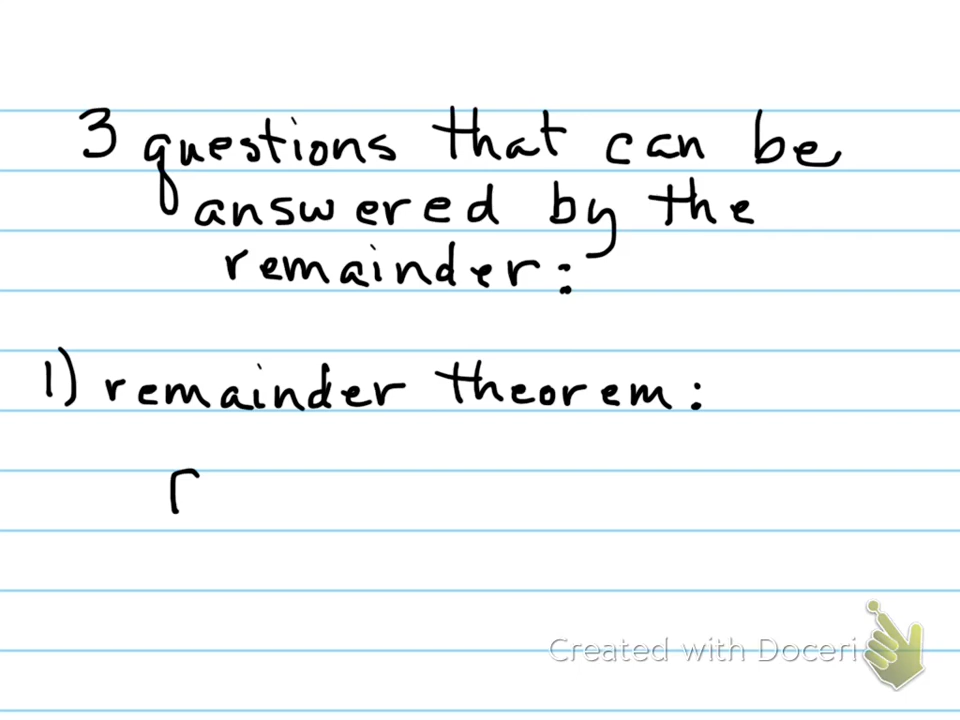 3 questions that can be
answered by the
remainder:
1) remainder theorem:
r
Created with Doceri